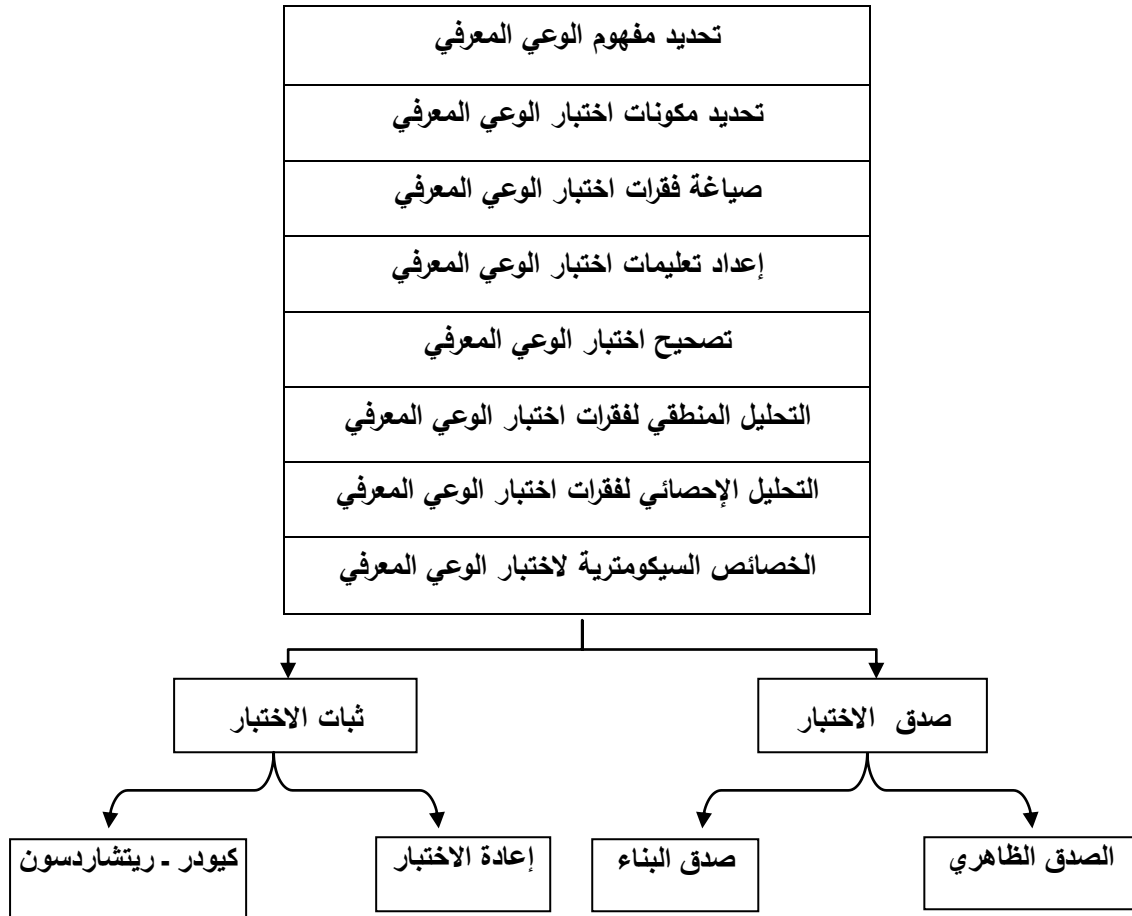 تحديد مفهوم الوعي المعرفي
تحديد مكونات اختبار الوعي المعرفي
صياغة فقرات اختبار الوعي المعرفي
إعداد تعليمات اختبار الوعي المعرفي
تصحيح اختبار الوعي المعرفي
التحليل المنطقي لفقرات اختبار الوعي المعرفي
التحليل الإحصائي لفقرات اختبار الوعي المعرفي
الخصائص السيكومترية لاختبار الوعي المعرفي
صدق الاختبار
ثبات الاختبار
الصدق الظاهري
صدق البناء
إعادة الاختبار
كيودر ـ ريتشاردسون